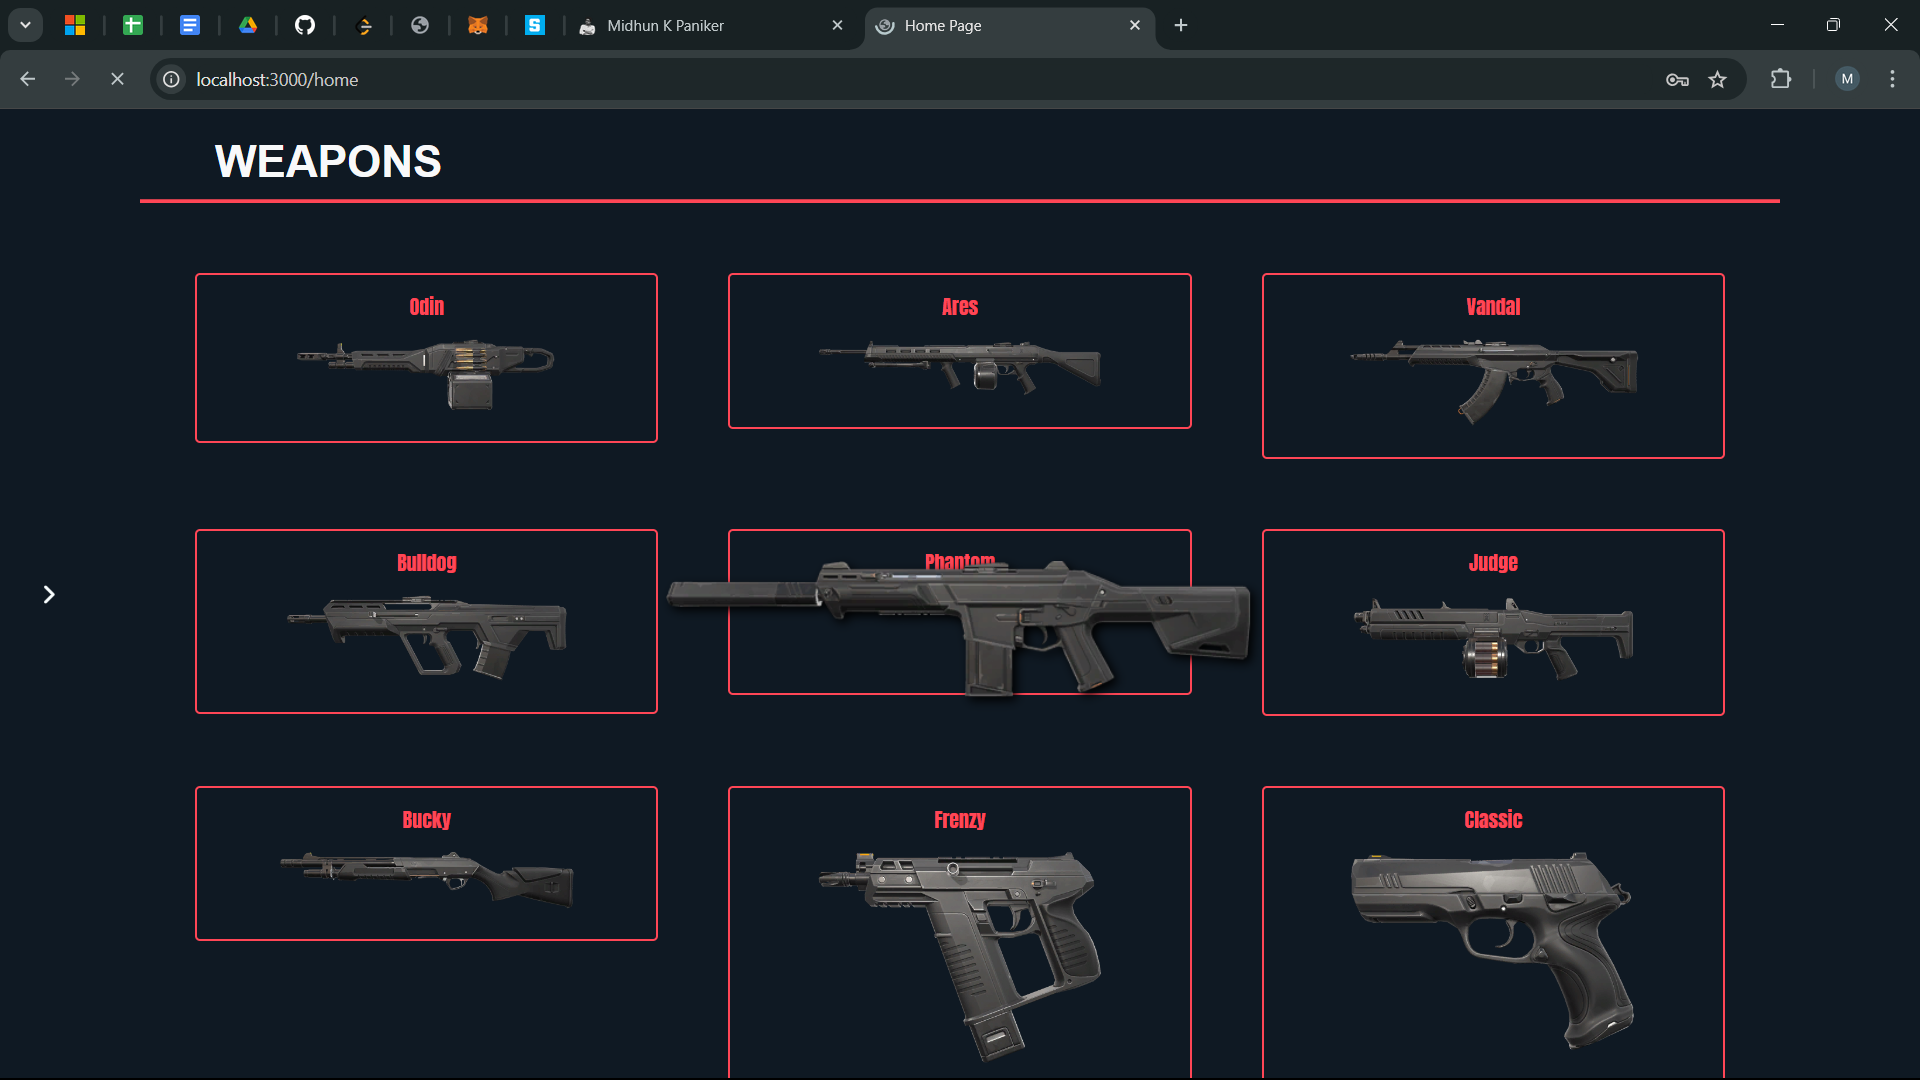 Midhun K Paniker
Home Page
localhost:3000/home
M
WEAPONS
Odin
Ares
Vandal
Bulldog
Phantom
Judge
Bucky
Frenzy
Classic